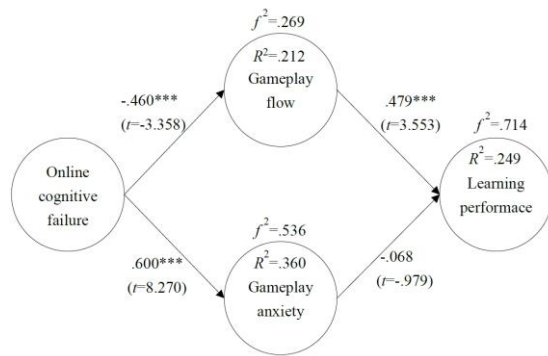 f²=.269
R²=.212
Gameplay
flow
-.460***
(t=-3.358)
.479***
(t=3.553)
f²=.714
R²=.249
Learning
performace
Online
cognitive
failure
f²=.536
R²=.360
Gameplay
anxiety
.600***
(t=8.270)
-.068
(t=-.979)